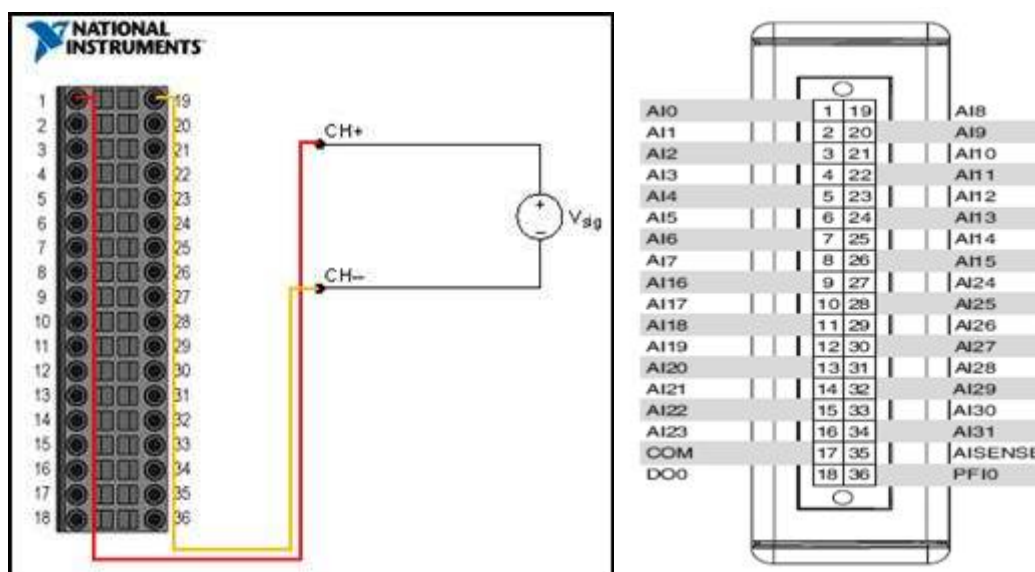 NATIONAL
INSTRUMENTS
1 19
2 20
3 21
4 22
5 23
6 24
7 25
8 26
9 27
10 28
11 29
12 30
13 31
14 32
15 33
16 34
17 35
18 36
CH+
+
Vsig
−
CH−
AI0 1 19 AI8
AI1 2 20 AI9
AI2 3 21 AI10
AI3 4 22 AI11
AI4 5 23 AI12
AI5 6 24 AI13
AI6 7 25 AI14
AI7 8 26 AI15
AI16 9 27 AI24
AI17 10 28 AI25
AI18 11 29 AI26
AI19 12 30 AI27
AI20 13 31 AI28
AI21 14 32 AI29
AI22 15 33 AI30
AI23 16 34 AI31
COM 17 35 AISENSE
DO0 18 36 PFI0